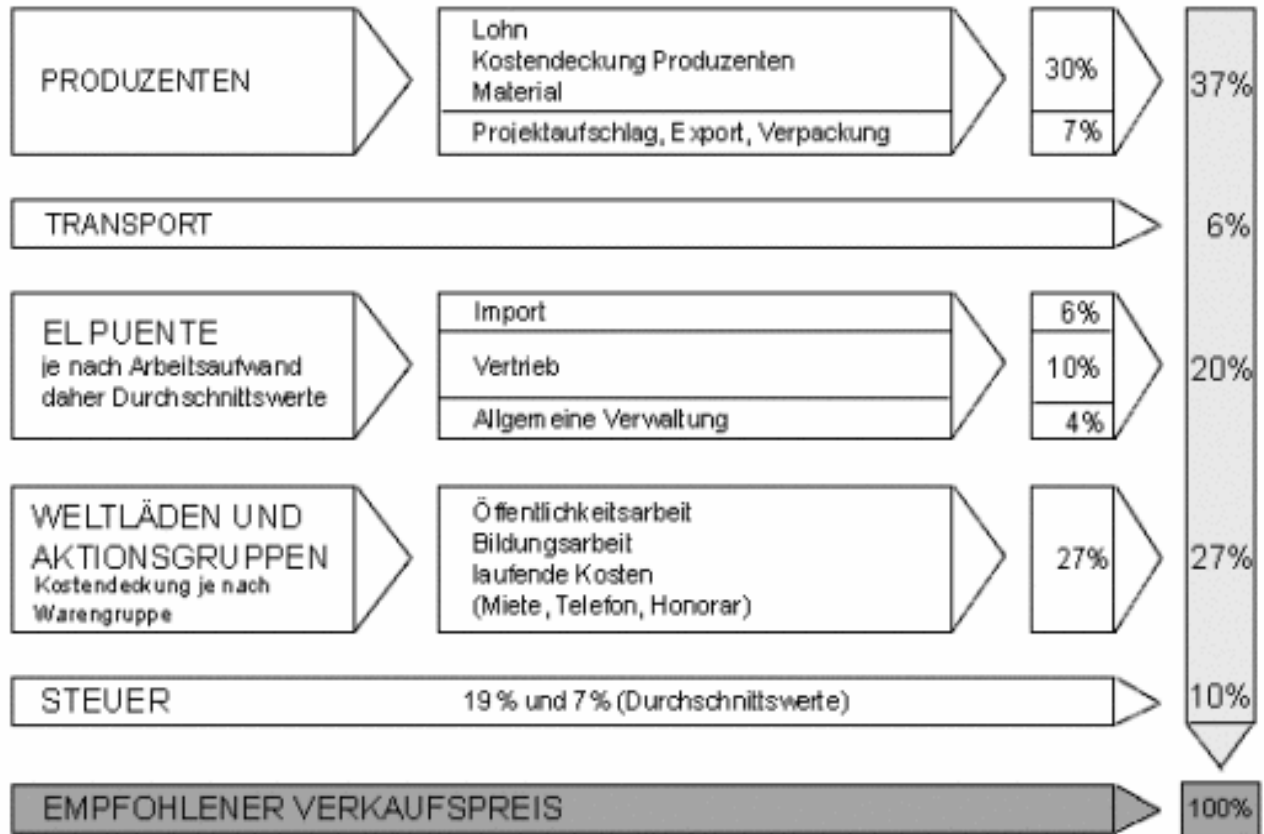 PRODUZENTEN
Lohn
Kostendeckung Produzenten
Material
30%
Projektaufschlag, Export, Verpackung
7%
37%
TRANSPORT
6%
EL PUENTE
je nach Arbeitsaufwand
daher Durchschnittswerte
Import
6%
Vertrieb
10%
Allgemeine Verwaltung
4%
20%
WELTLÄDEN UND
AKTIONSGRUPPEN
Kostendeckung je nach
Warengruppe
Öffentlichkeitsarbeit
Bildungsarbeit
laufende Kosten
(Miete, Telefon, Honorar)
27%
27%
STEUER
19% und 7% (Durchschnittswerte)
10%
EMPFOHLENER VERKAUFSPREIS
100%